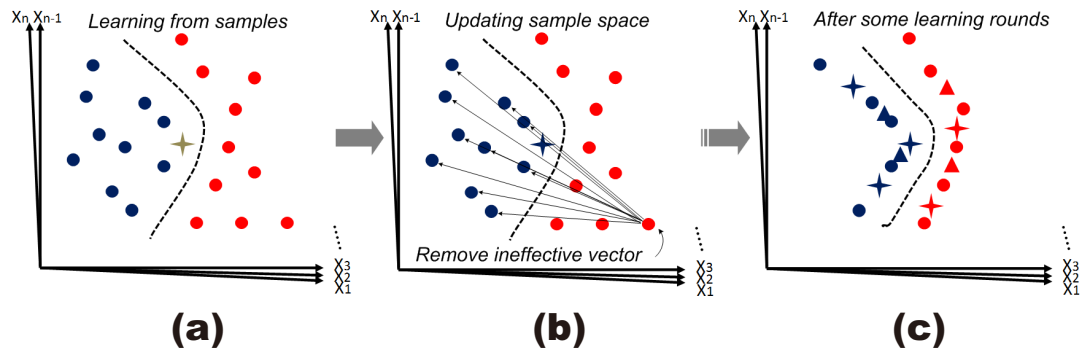 Learning from samples
Xn Xn-1
X3
X2
X1
(a)
Updating sample space
Xn Xn-1
Remove ineffective vector
X3
X2
X1
(b)
After some learning rounds
Xn Xn-1
X3
X2
X1
(c)